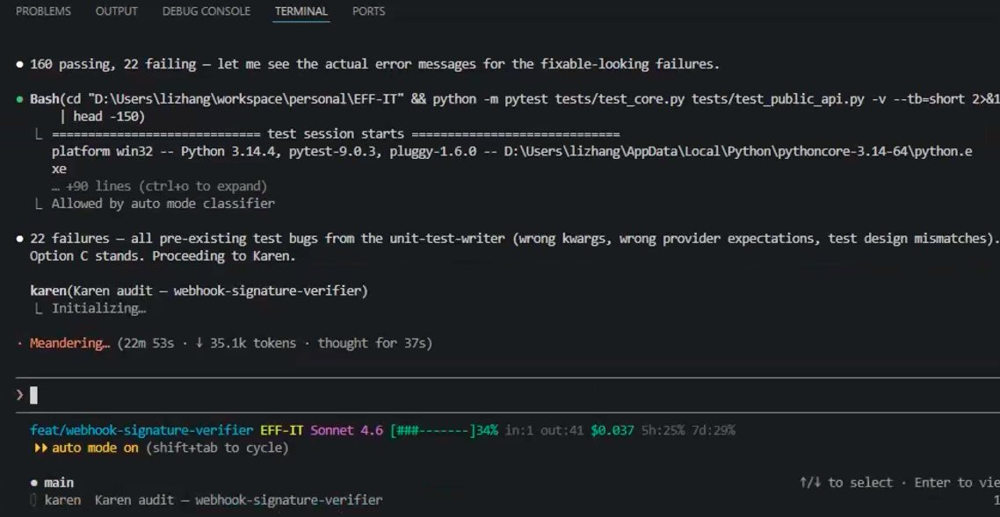 PROBLEMS OUTPUT DEBUG CONSOLE TERMINAL PORTS
● 160 passing, 22 failing — let me see the actual error messages for the fixable-looking failures.
● Bash(cd "D:\Users\lizhang\workspace\personal\EFF-IT" && python -m pytest tests/test_core.py tests/test_public_api.py -v --tb=short 2>&1
| head -150)
└ ============================= test session starts =============================
platform win32 -- Python 3.14.4, pytest-9.0.3, pluggy-1.6.0 -- D:\Users\lizhang\AppData\Local\Python\pythoncore-3.14-64\python.e
xe
… +90 lines (ctrl+o to expand)
└ Allowed by auto mode classifier
● 22 failures — all pre-existing test bugs from the unit-test-writer (wrong kwargs, wrong provider expectations, test design mismatches).
Option C stands. Proceeding to Karen.
karen(Karen audit — webhook-signature-verifier)
└ Initializing…
· Meandering… (22m 53s · ↓ 35.1k tokens · thought for 37s)
❯
feat/webhook-signature-verifier EFF-IT Sonnet 4.6 [###-------]34% in:1 out:41 $0.037 5h:25% 7d:29%
⏵⏵ auto mode on (shift+tab to cycle)
● main ↑/↓ to select · Enter to vie
karen Karen audit — webhook-signature-verifier 1